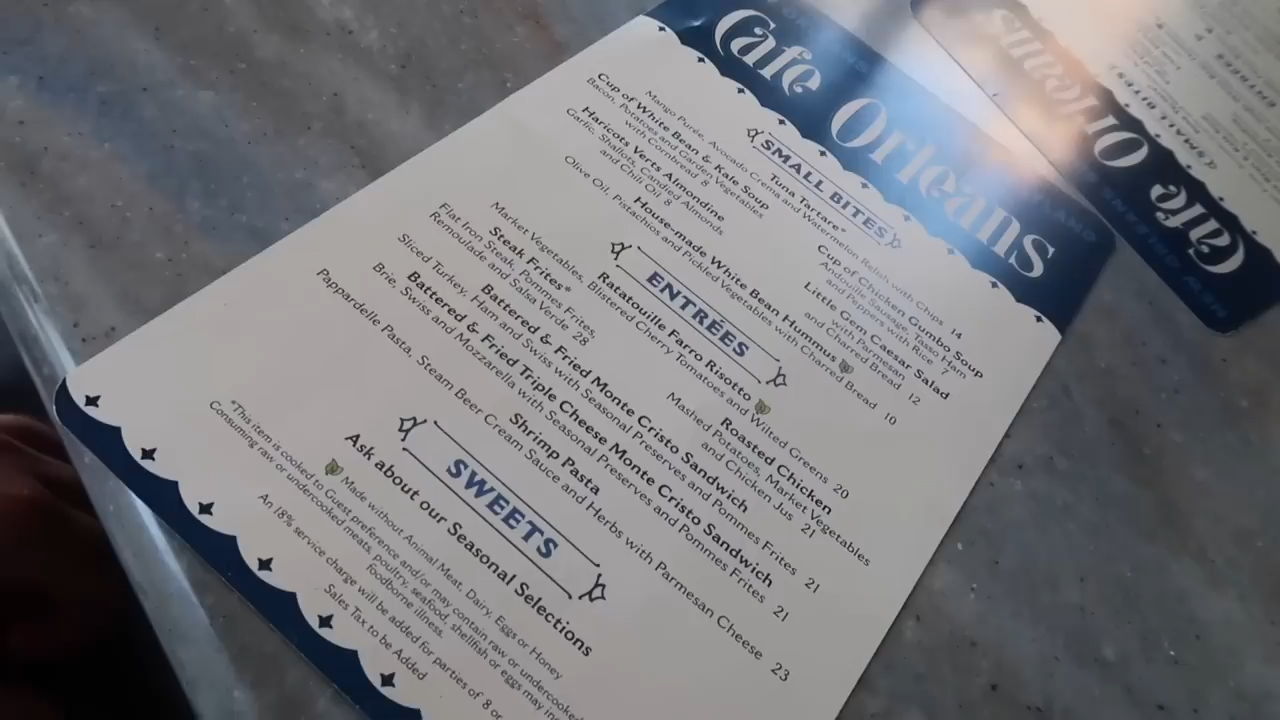 Cafe Orleans
SMALL BITES
Tuna Tartare*
Mango Purée, Avocado Crema and Watermelon Relish with Chips 14
Cup of White Bean & Kale Soup
Bacon, Potatoes and Garden Vegetables
with Cornbread 8
Cup of Chicken Gumbo Soup
Andouille Sausage, Tasso Ham
and Peppers with Rice 7
Haricots Verts Almondine
Garlic, Shallots, Candied Almonds
and Chili Oil 8
Little Gem Caesar Salad
with Parmesan
and Charred Bread 12
House-made White Bean Hummus
Olive Oil, Pistachios and Pickled Vegetables with Charred Bread 10
ENTRÉES
Ratatouille Farro Risotto
Market Vegetables, Blistered Cherry Tomatoes and Wilted Greens 20
Steak Frites*
Flat Iron Steak, Pommes Frites,
Remoulade and Salsa Verde 28
Roasted Chicken
Mashed Potatoes, Market Vegetables
and Chicken Jus 21
Battered & Fried Monte Cristo Sandwich
Sliced Turkey, Ham and Swiss with Seasonal Preserves and Pommes Frites 21
Battered & Fried Triple Cheese Monte Cristo Sandwich
Brie, Swiss and Mozzarella with Seasonal Preserves and Pommes Frites 21
Shrimp Pasta
Pappardelle Pasta, Steam Beer Cream Sauce and Herbs with Parmesan Cheese 23
SWEETS
Ask about our Seasonal Selections
Made without Animal Meat, Dairy, Eggs or Honey
*This item is cooked to Guest preference and/or may contain raw or undercooked
Consuming raw or undercooked meats, poultry, seafood, shellfish or eggs may
foodborne illness.
An 18% service charge will be added for parties of 8 or
Sales Tax to be Added
Cafe Orleans
NEW ORLEANS
SMALL BITES